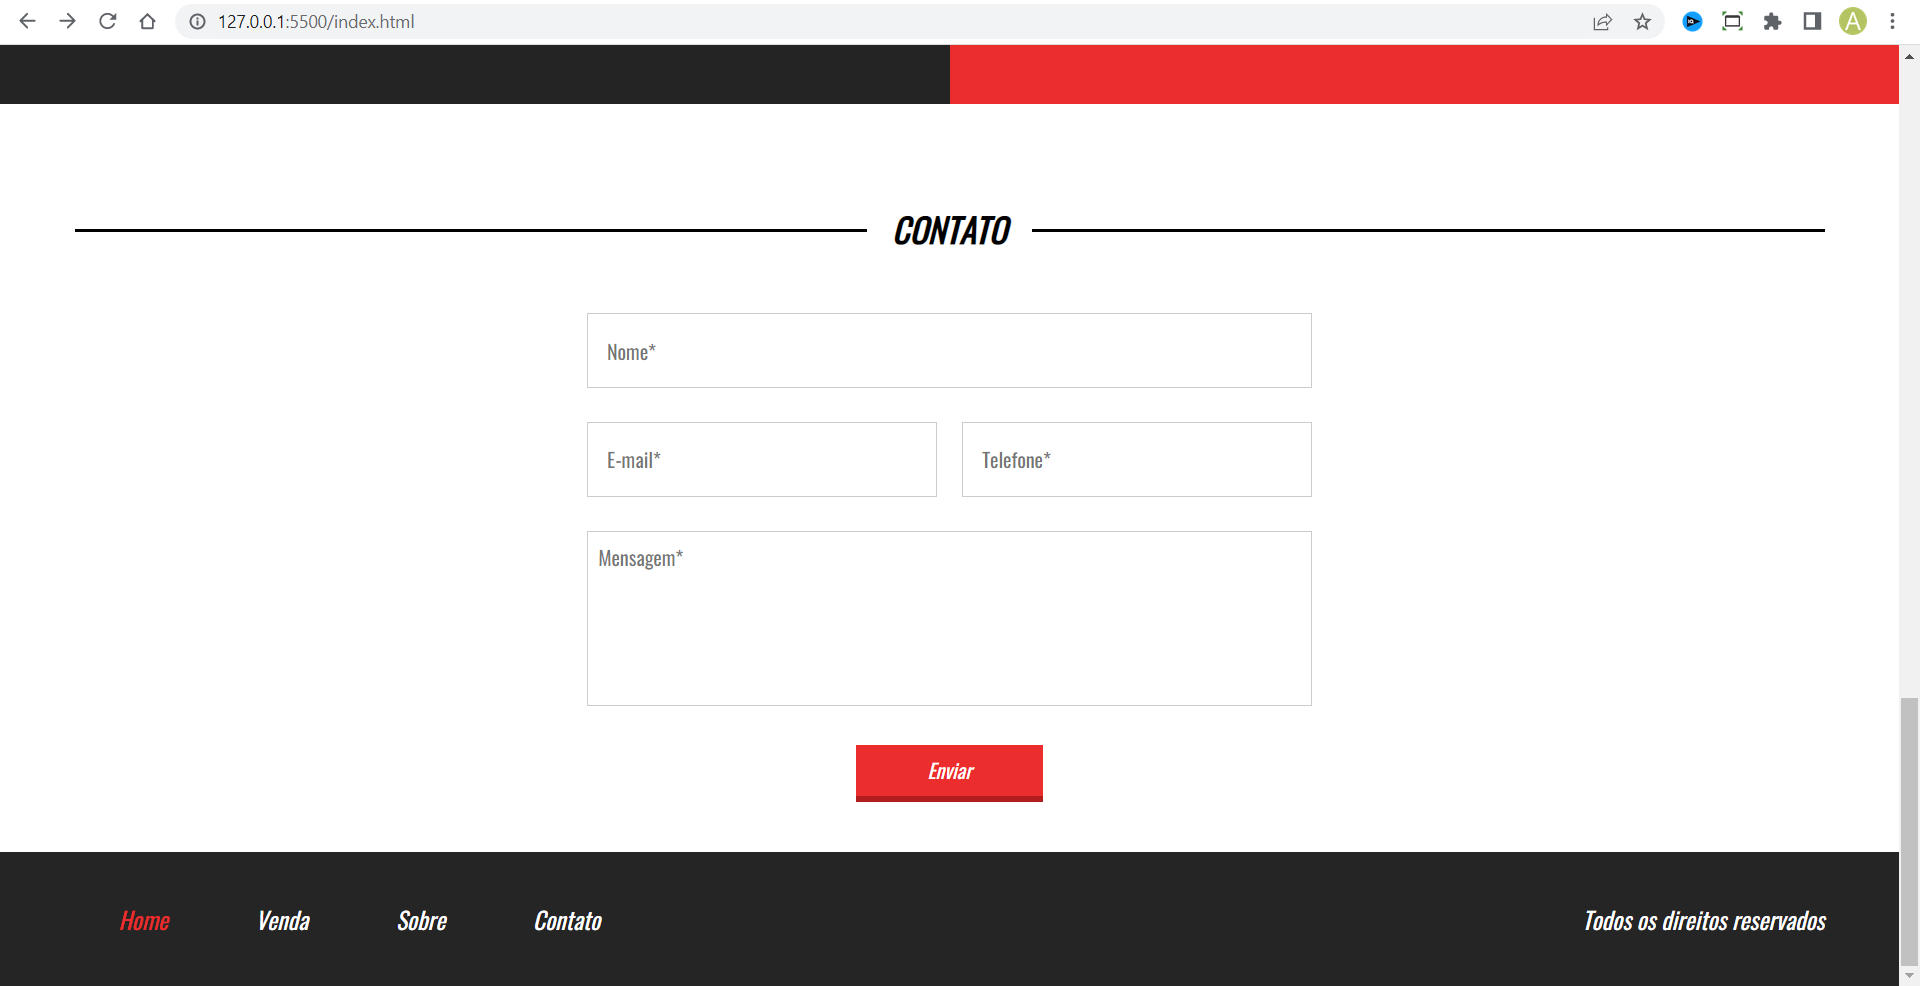 127.0.0.1:5500/index.html
A
CONTATO
Nome*
E-mail* Telefone*
Mensagem*
Enviar
Home Venda Sobre Contato Todos os direitos reservados